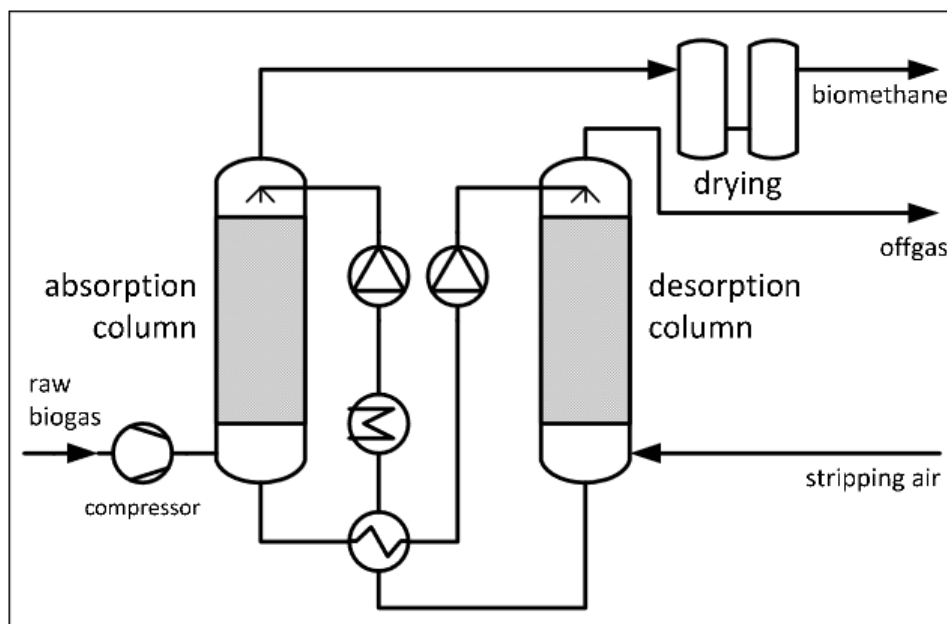 biomethane
drying
offgas
absorption
column
desorption
column
raw
biogas
compressor
stripping air